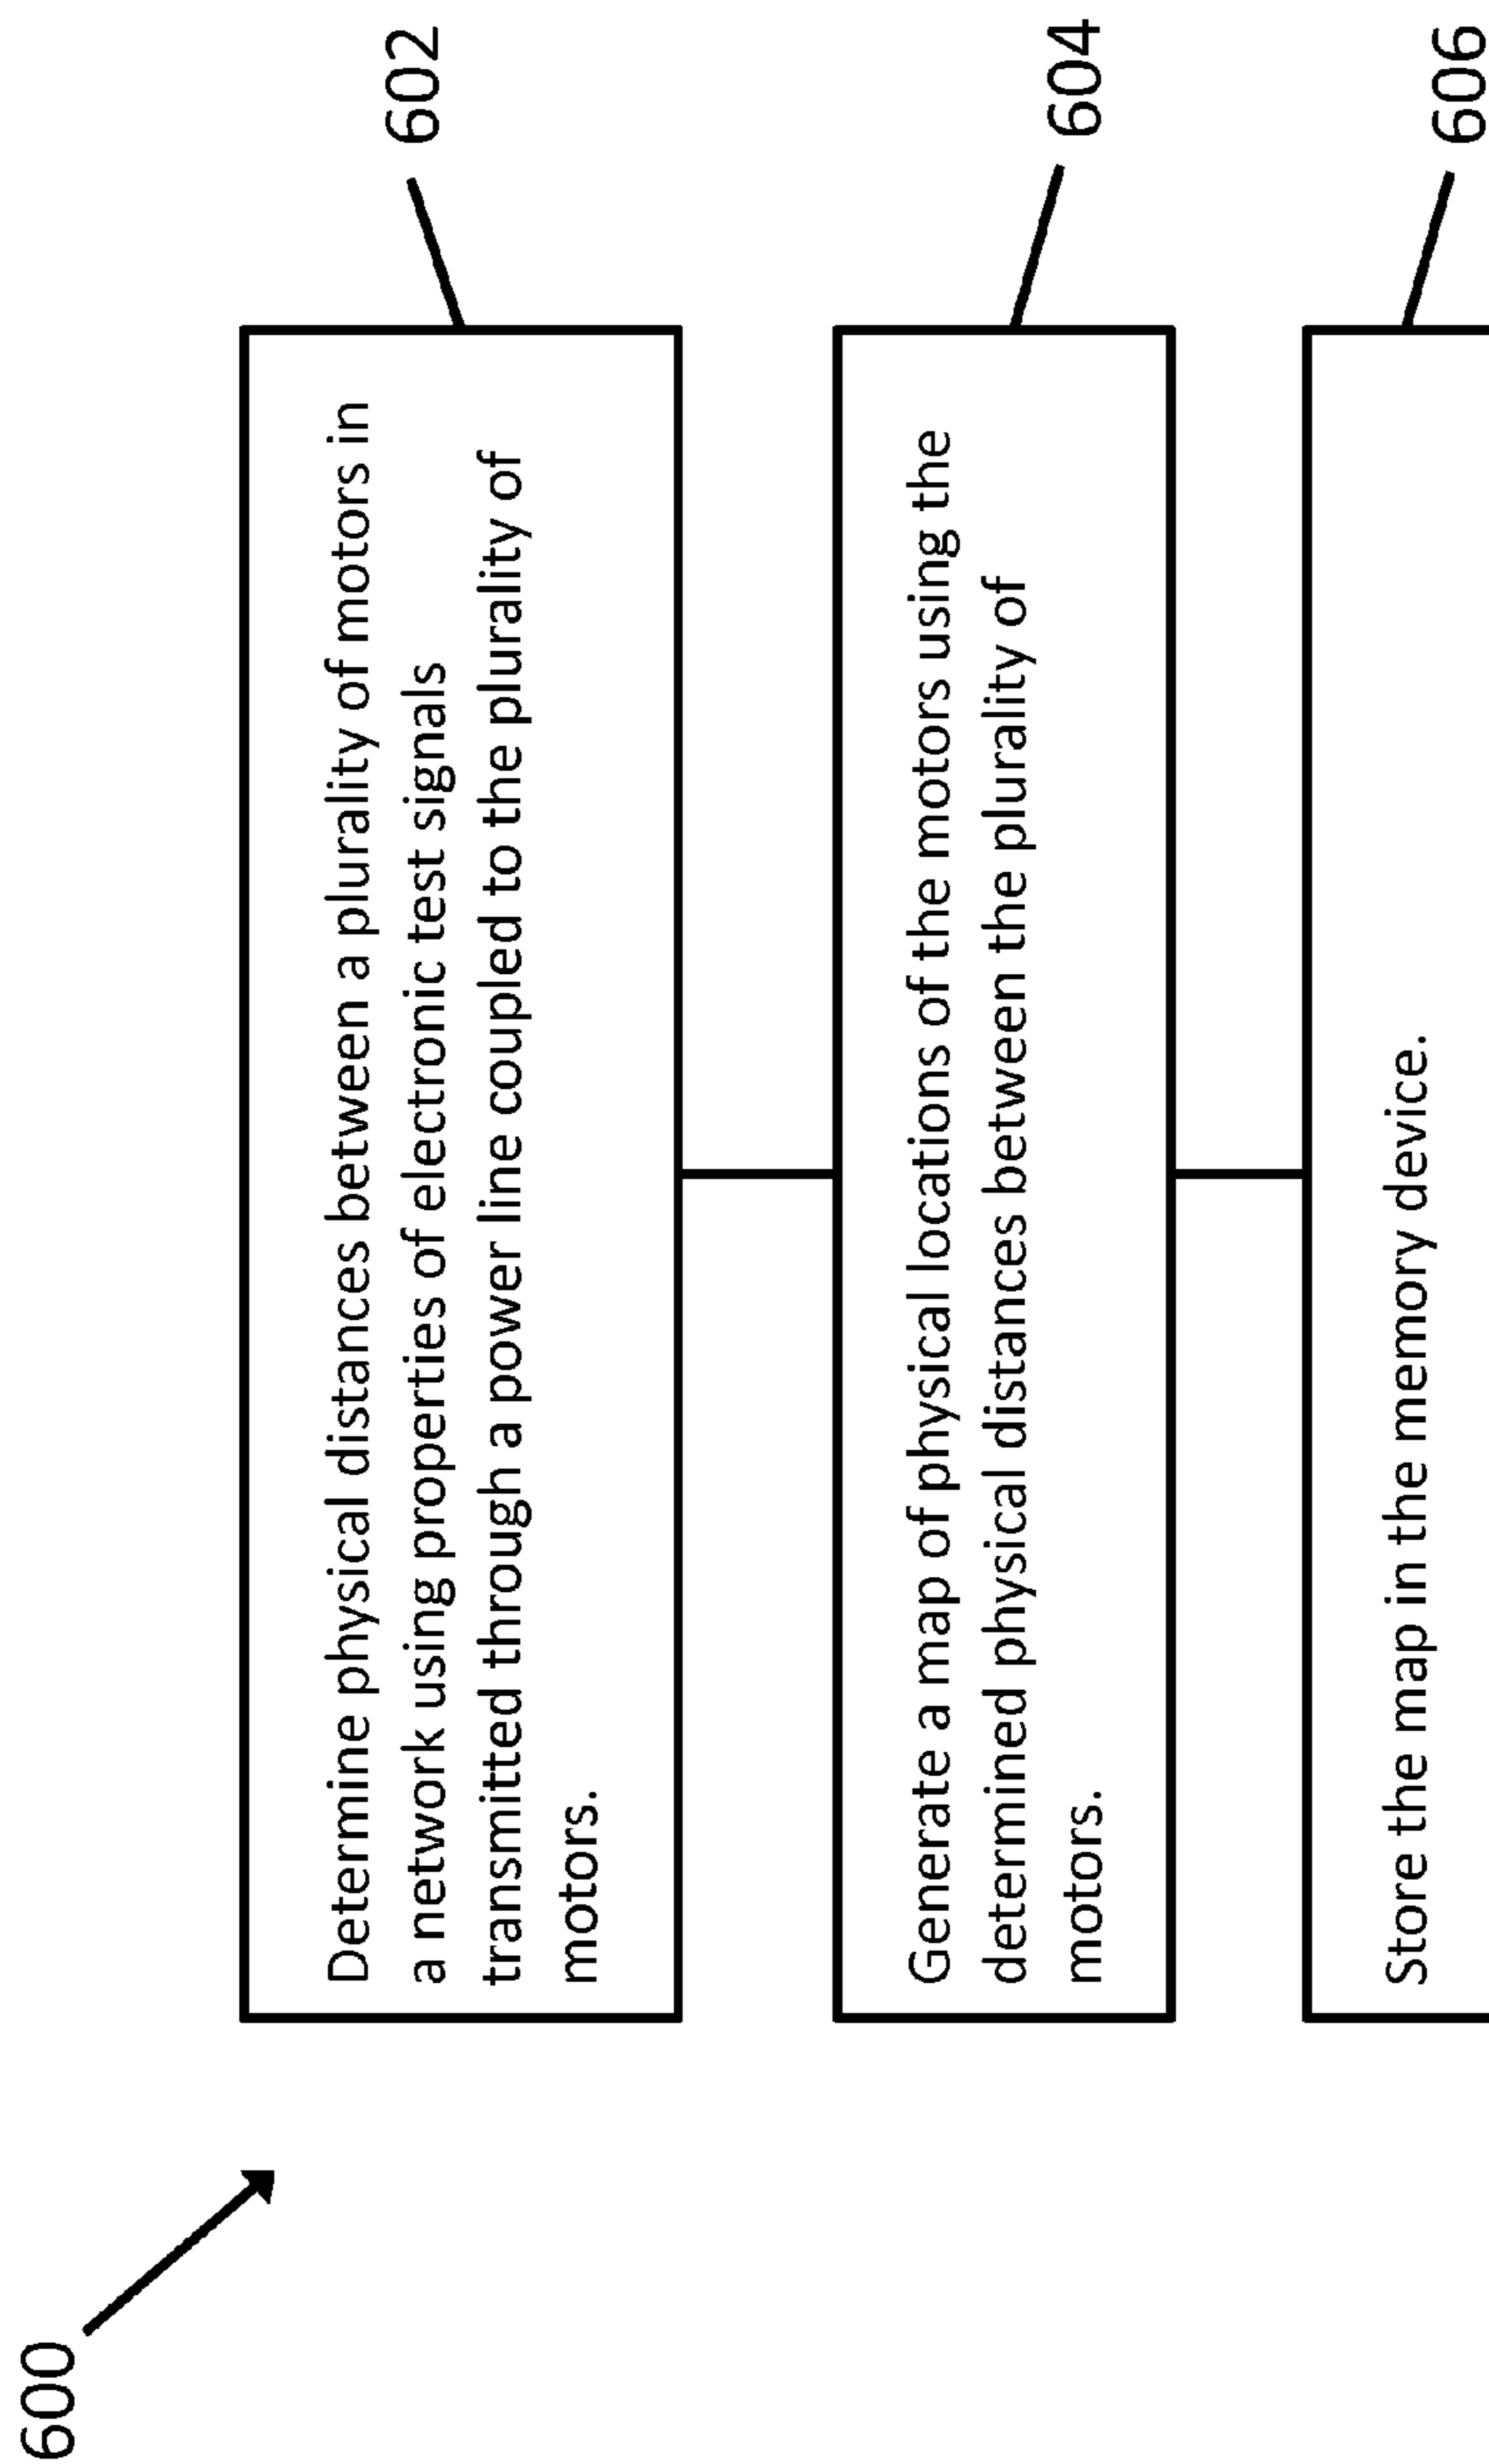 600
Determine physical distances between a plurality of motors in
a network using properties of electronic test signals
transmitted through a power line coupled to the plurality of
motors.
602
Generate a map of physical locations of the motors using the
determined physical distances between the plurality of
motors.
604
Store the map in the memory device.
606